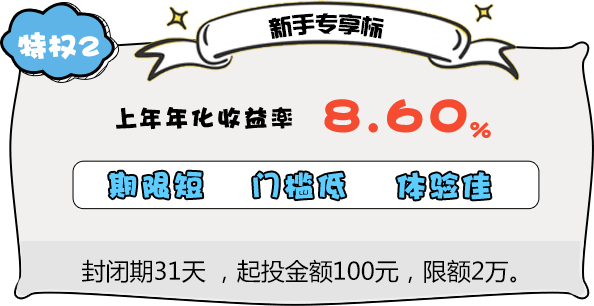 特权2
新手专享标
上年年化收益率 8.60%
期限短 门槛低 体验佳
封闭期31天，起投金额100元，限额2万。